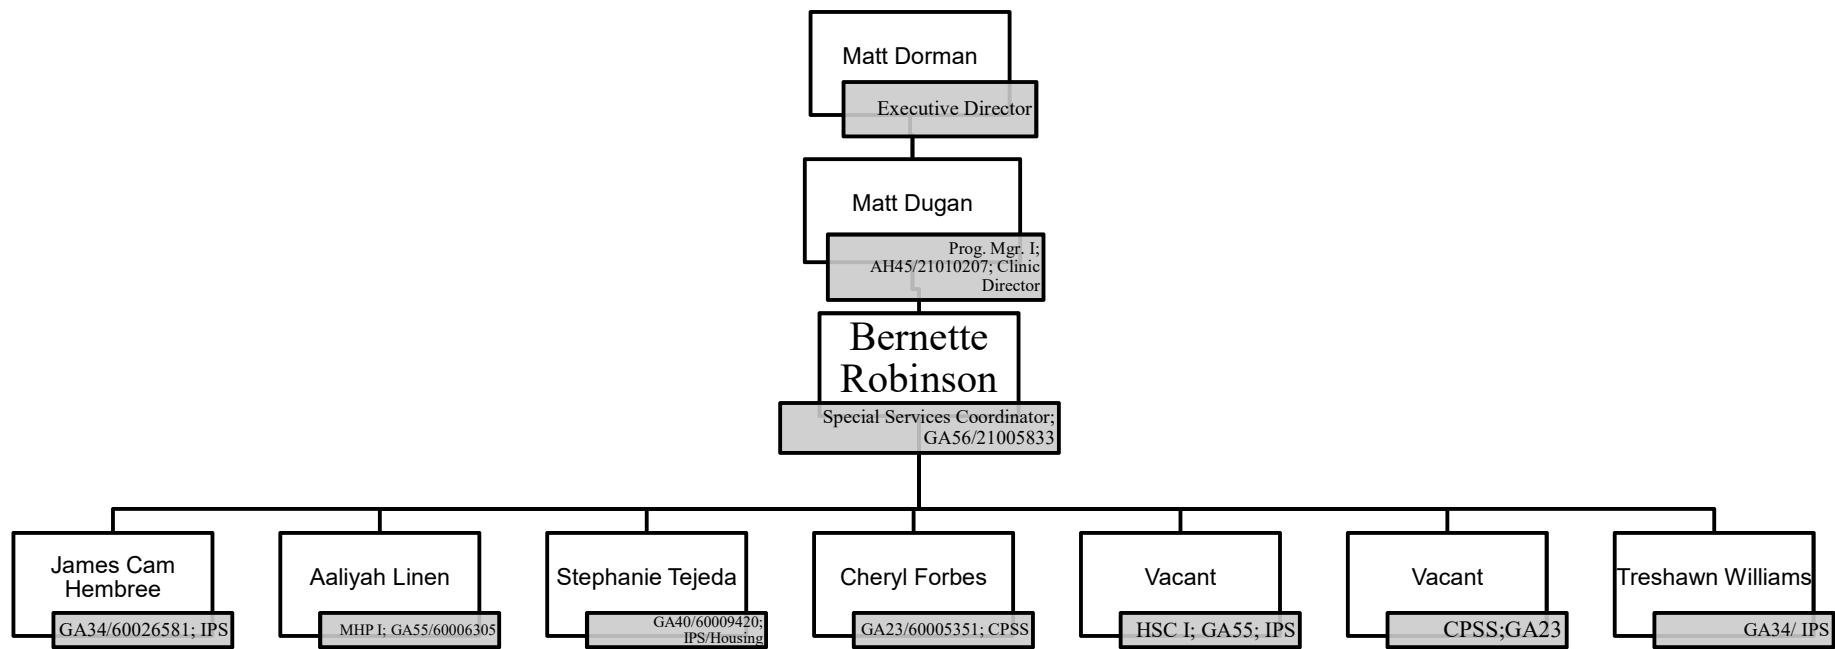 Matt Dorman
Executive Director
Matt Dugan
Prog. Mgr. I;
AH45/21010207; Clinic
Director
Bernette
Robinson
Special Services Coordinator;
GA56/21005833
James Cam
Hembree
GA34/60026581; IPS
Aaliyah Linen
MHP I; GA55/60006305
Stephanie Tejeda
GA40/60009420;
IPS/Housing
Cheryl Forbes
GA23/60005351; CPSS
Vacant
HSC I; GA55; IPS
Vacant
CPSS;GA23
Treshawn Williams
GA34/ IPS